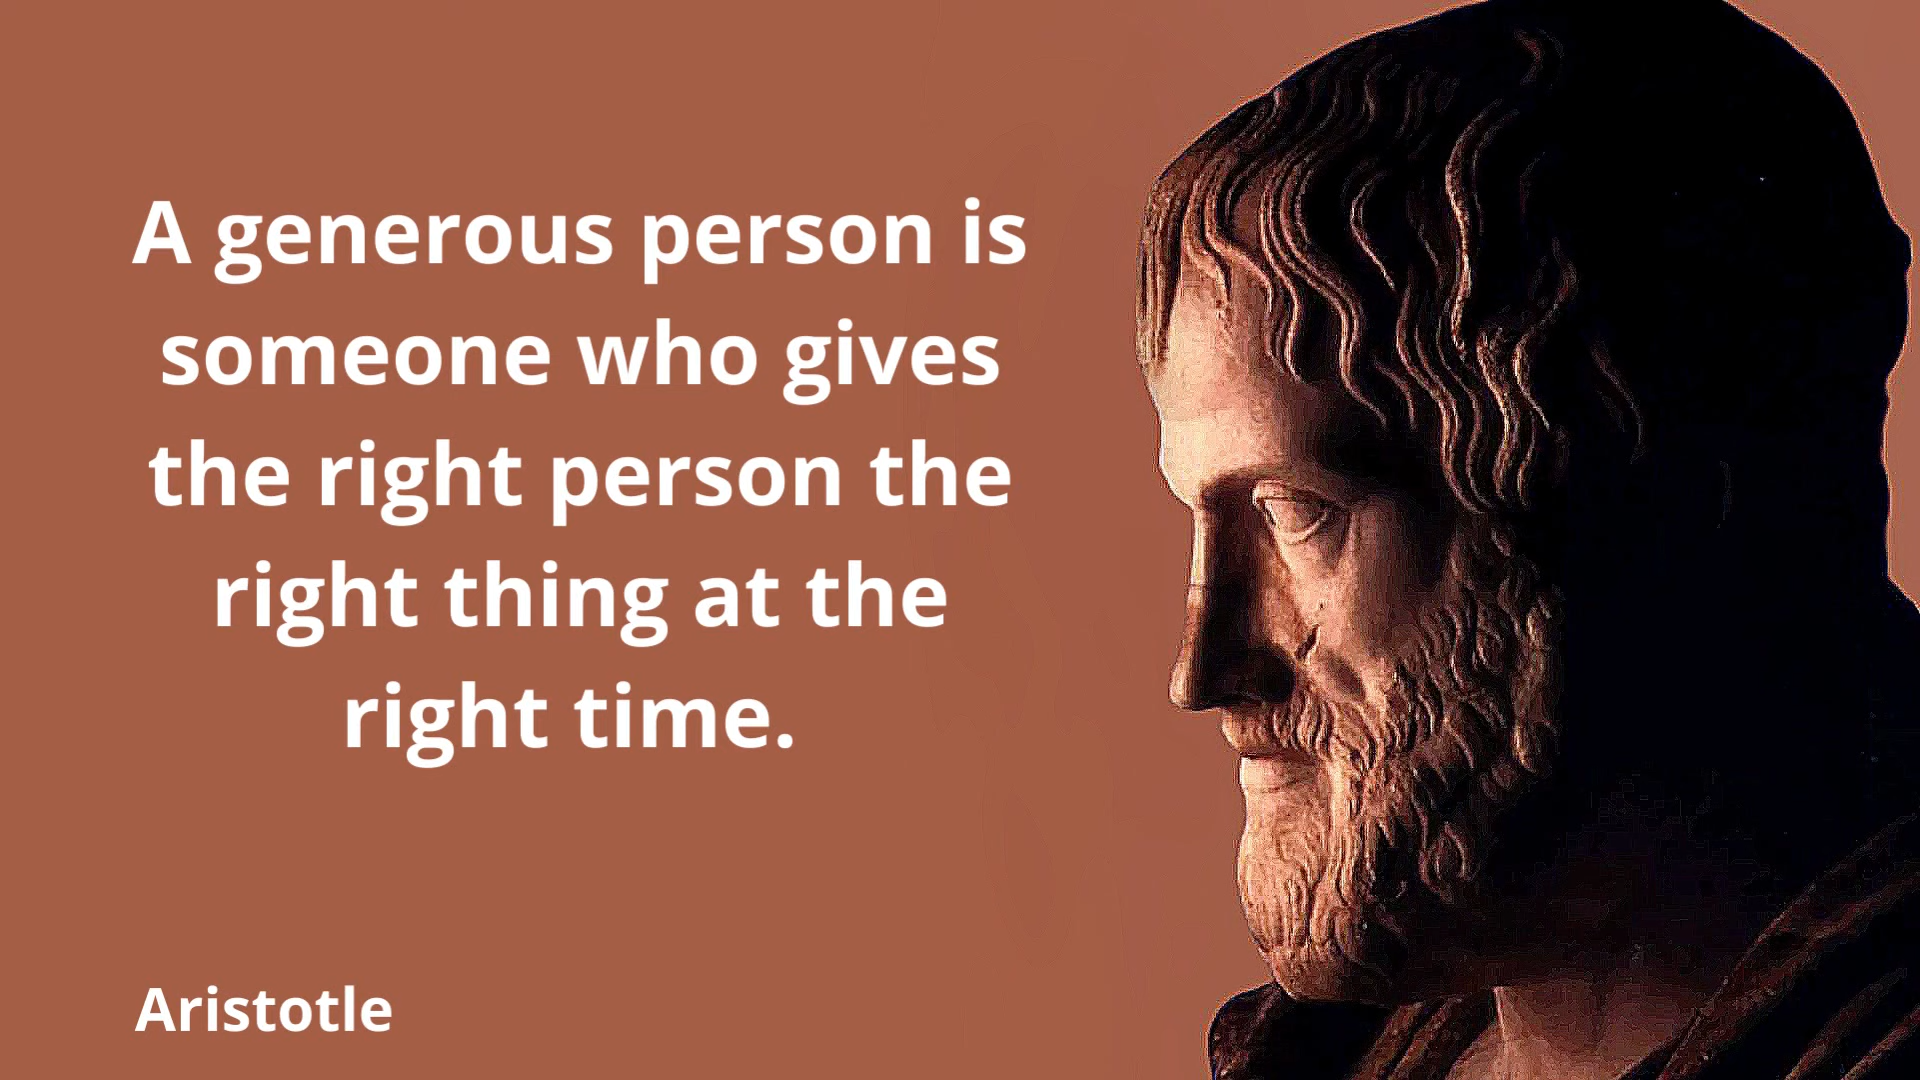 A generous person is
someone who gives
the right person the
right thing at the
right time.
Aristotle